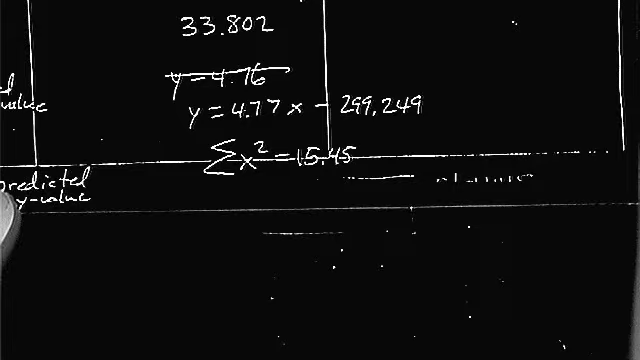 33.802
y = 4.76
value
y = 4.77x - 299.249
∑x² = 15.45
predicted
y-value